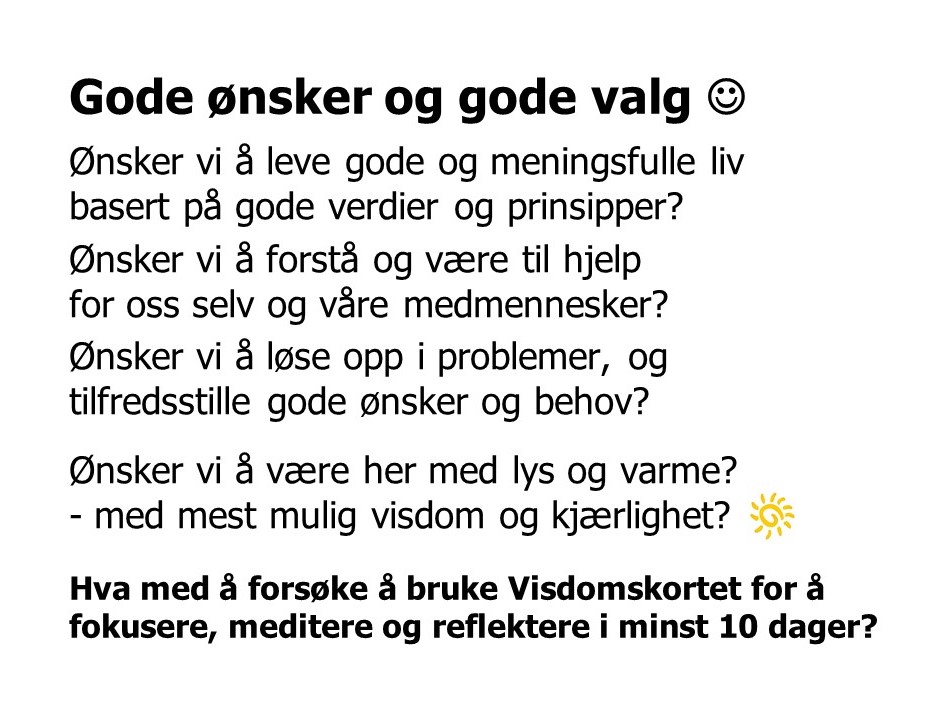 Gode ønsker og gode valg ☺
Ønsker vi å leve gode og meningsfulle liv
basert på gode verdier og prinsipper?
Ønsker vi å forstå og være til hjelp
for oss selv og våre medmennesker?
Ønsker vi å løse opp i problemer, og
tilfredsstille gode ønsker og behov?
Ønsker vi å være her med lys og varme?
- med mest mulig visdom og kjærlighet?
Hva med å forsøke å bruke Visdomskortet for å
fokusere, meditere og reflektere i minst 10 dager?